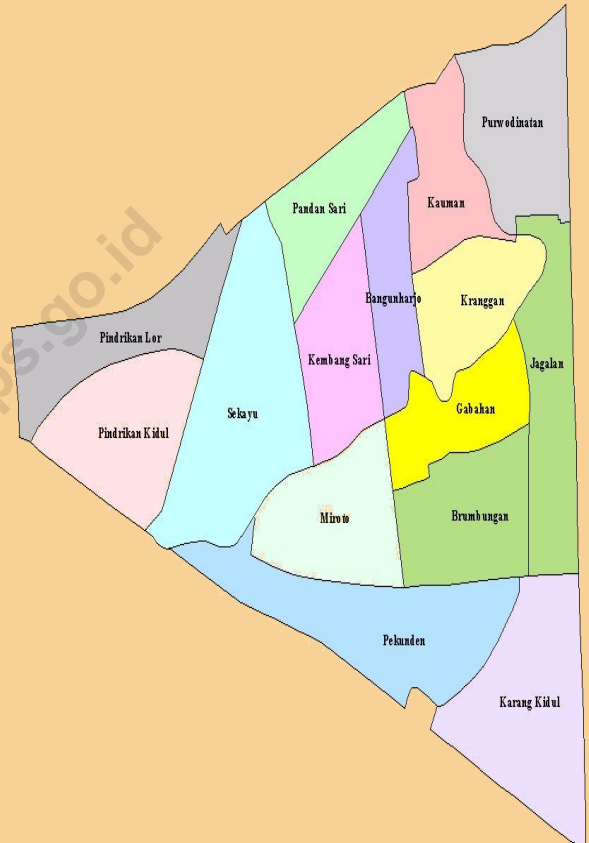 Purwodinatan
Kauman
Pandan Sari
Bangunharjo
Kranggan
Pindrikan Lor
Kembang Sari
Jagalan
Sekayu
Gabahan
Pindrikan Kidul
Miroto
Brumbungan
Pekunden
Karang Kidul
ps.go.id